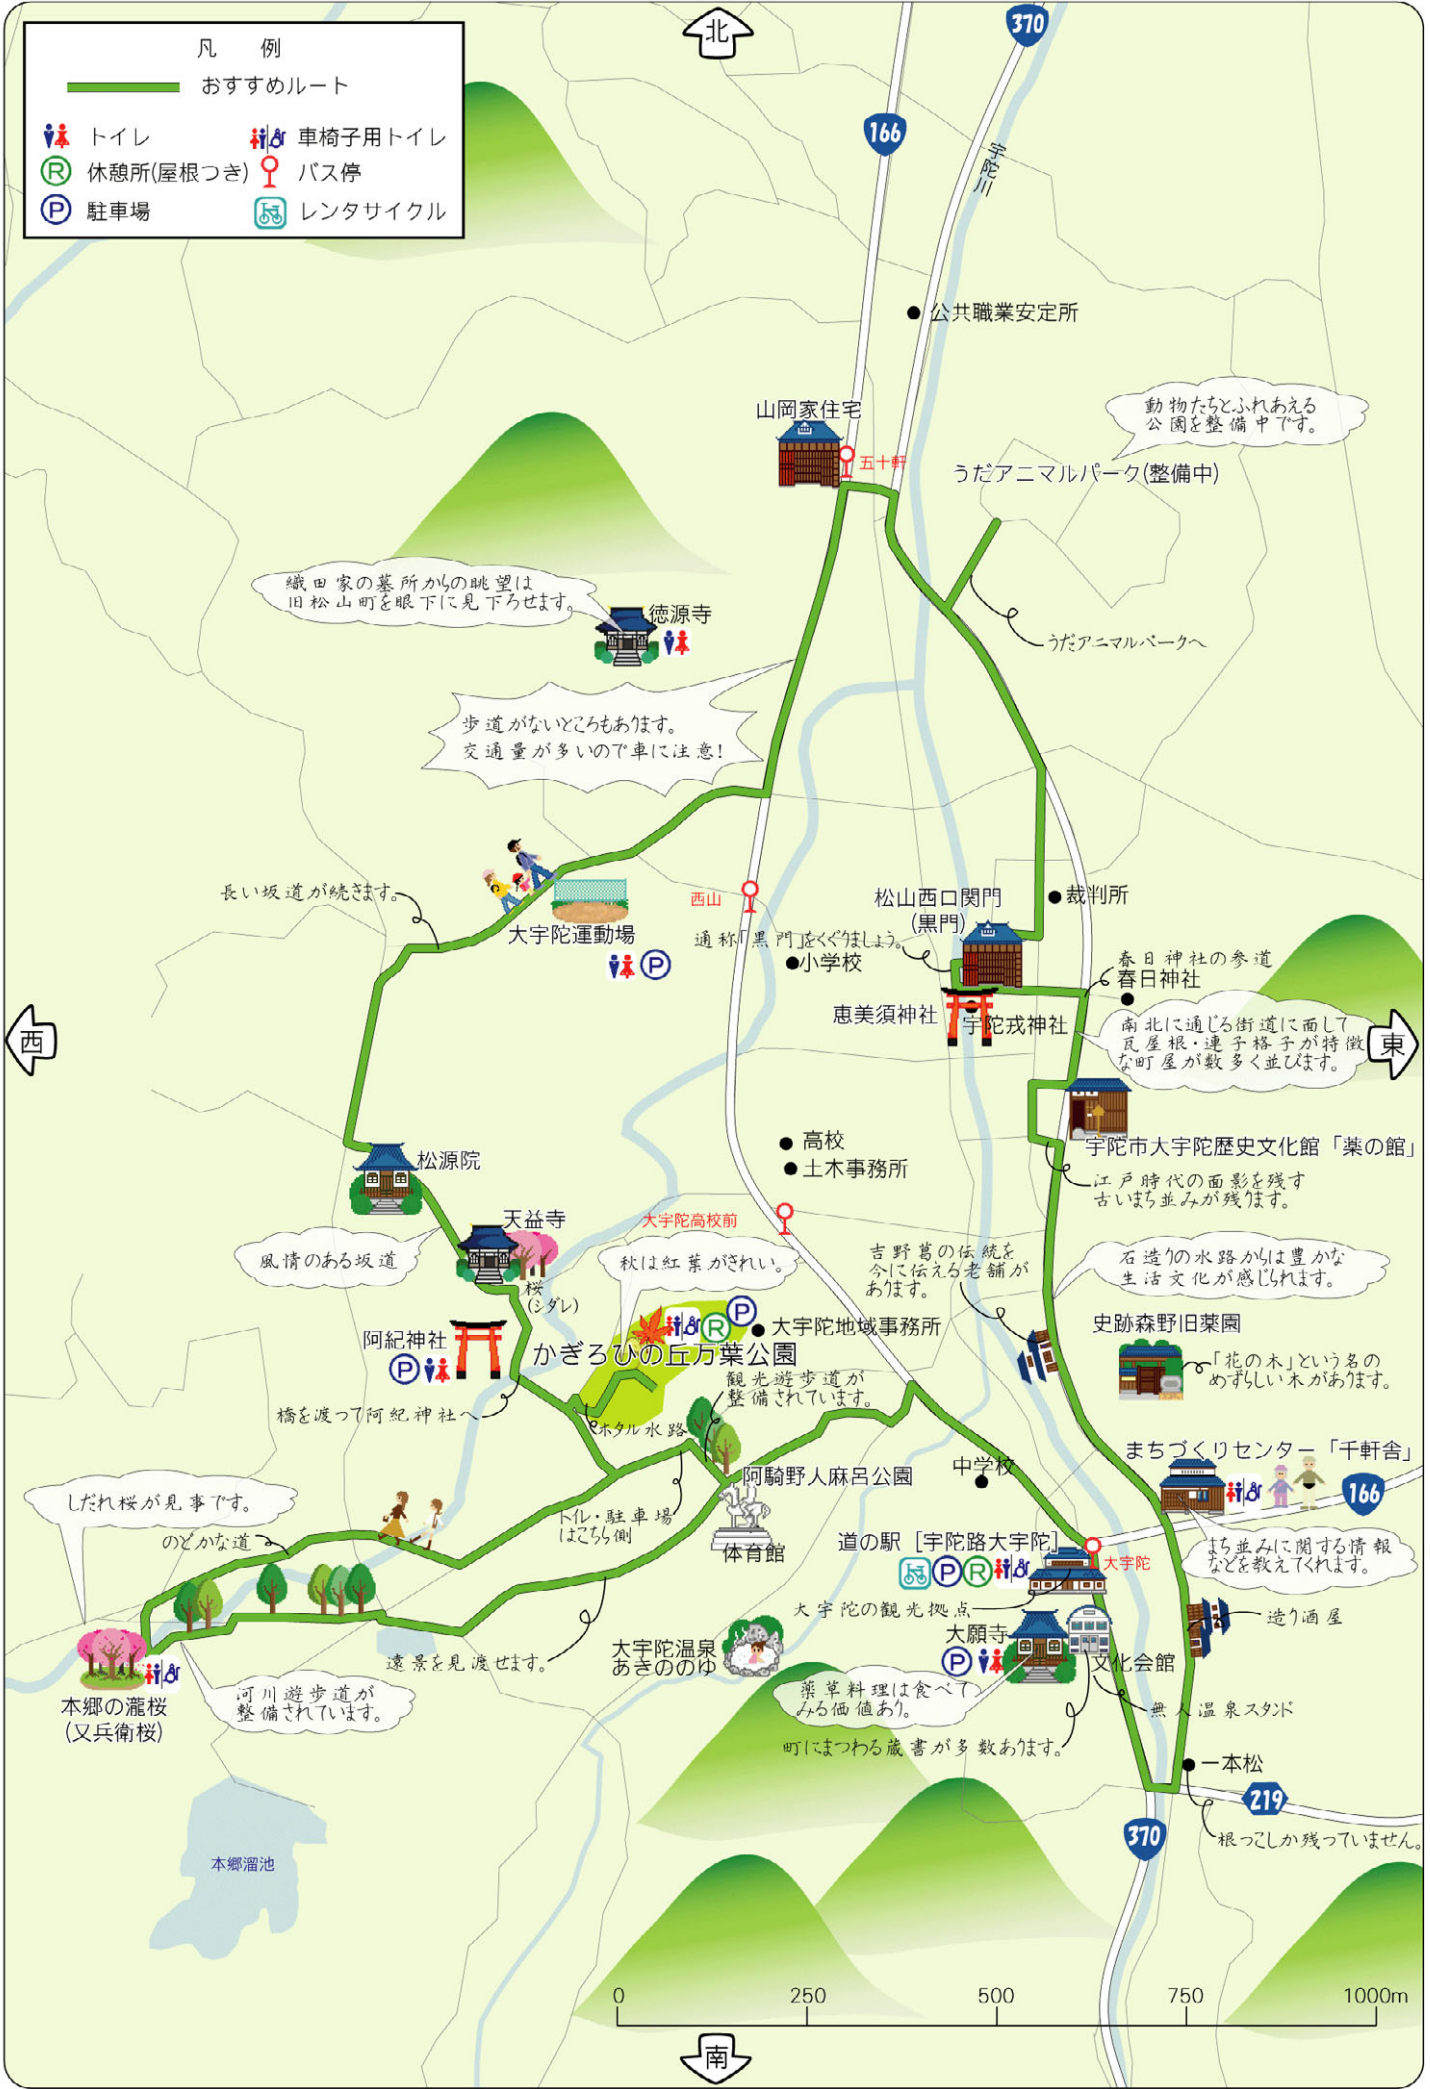 北
370
凡 例
おすすめルート
トイレ
車椅子用トイレ
R
休憩所(屋根つき)
バス停
P
駐車場
レンタサイクル
166
宇陀川
公共職業安定所
山岡家住宅
五十軒
動物たちとふれあえる
公園を整備中です。
うだアニマルパーク(整備中)
織田家の墓所からの眺望は
旧松山町を眼下に見下ろせます。
徳源寺
うだアニマルパークへ
歩道がないところもあります。
交通量が多いので車に注意!
長い坂道が続きます。
大宇陀運動場
P
西山
松山西口関門
(黒門)
裁判所
通称「黒門」をくぐりましょう。
小学校
春日神社の参道
春日神社
恵美須神社
宇陀戎神社
南北に通じる街道に面して
瓦屋根・連子格子が特徴
な町屋が数多く並びます。
西
東
高校
土木事務所
宇陀市大宇陀歴史文化館「薬の館」
江戸時代の面影を残す
古いまち並みが残ります。
松源院
天益寺
大宇陀高校前
風情のある坂道
桜
(シダレ)
秋は紅葉がきれい。
吉野葛の伝統を
今に伝える老舗が
あります。
石造りの水路からは豊かな
生活文化が感じられます。
阿紀神社
P
R
P
大宇陀地域事務所
かぎろひの丘万葉公園
史跡森野旧薬園
「花の木」という名の
めずらしい木があります。
観光遊歩道が
整備されています。
橋を渡って阿紀神社へ
ホタル水路
まちづくりセンター「千軒舎」
阿騎野人麻呂公園
中学校
166
しだれ桜が見事です。
のどかな道
トイレ・駐車場
はこちら側
体育館
道の駅［宇陀路大宇陀］
P
R
大宇陀
まち並みに関する情報
などを教えてくれます。
大宇陀の観光拠点
造り酒屋
大宇陀温泉
あきののゆ
大願寺
P
文化会館
遠景を見渡せます。
本郷の瀧桜
(又兵衛桜)
河川遊歩道が
整備されています。
薬草料理は食べて
みる価値あり。
無人温泉スタンド
町にまつわる蔵書が多数あります。
一本松
219
370
根っこしか残っていません。
本郷溜池
0
250
500
750
1000m
南